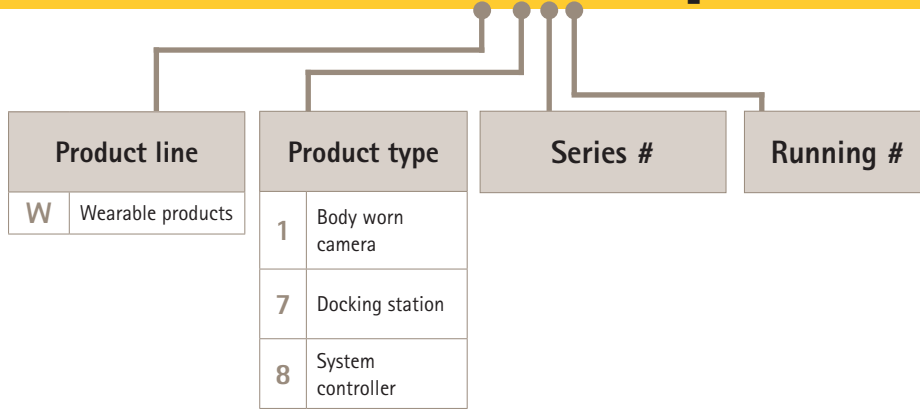 Product line
W
Wearable products
Product type
1
Body worn
camera
7
Docking station
8
System
controller
Series #
Running #